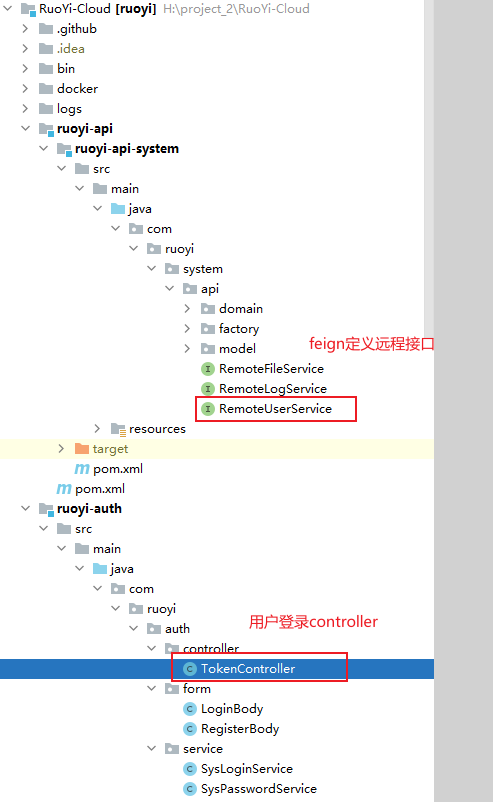 RuoYi-Cloud [ruoyi] H:\project_2\RuoYi-Cloud
.github
.idea
bin
docker
logs
ruoyi-api
ruoyi-api-system
src
main
java
com
ruoyi
system
api
domain
factory
feign定义远程接口
model
RemoteFileService
RemoteLogService
RemoteUserService
resources
target
pom.xml
pom.xml
ruoyi-auth
src
main
java
com
ruoyi
用户登录controller
auth
controller
TokenController
form
LoginBody
RegisterBody
service
SysLoginService
SysPasswordService